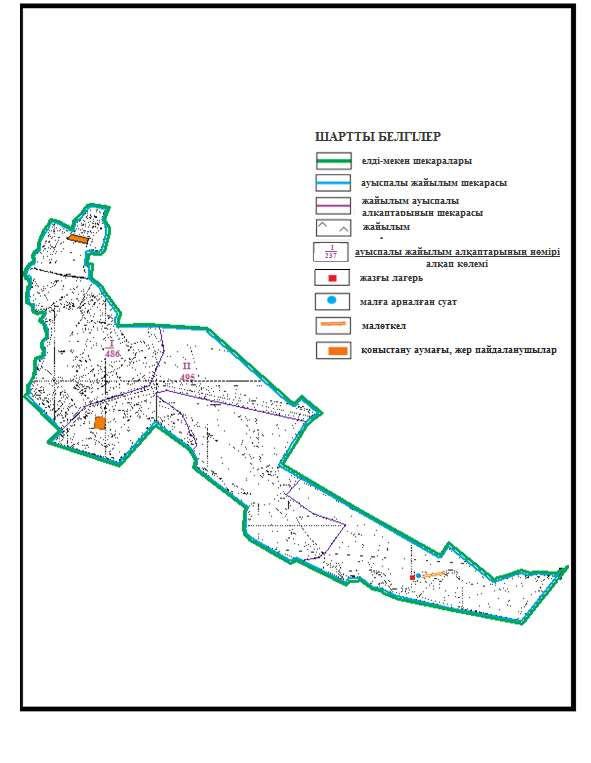 ШАРТТЫ БЕЛГІЛЕР
елді-мекен шекаралары
ауыспалы жайылым шекарасы
жайылым ауыспалы
алқаптарынын шекарасы
жайылым
1
237
ауыспалы жайылым алқаптарының нөмірі
алқап көлемі
жазғы лагерь
малға арналған суат
малөткел
қоныстану аумағы, жер пайдаланушылар
I
486
II
495